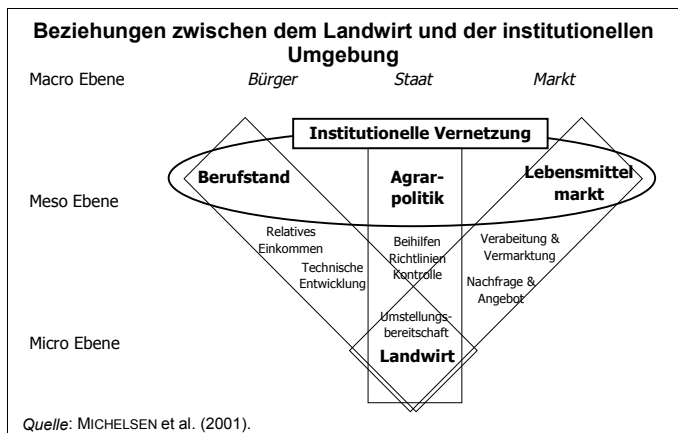 Beziehungen zwischen dem Landwirt und der institutionellen
Umgebung
Macro Ebene Bürger Staat Markt
Institutionelle Vernetzung
Berufstand Agrar- Lebensmittel
politik markt
Meso Ebene
Relatives Beihilfen Verabeitung &
Einkommen Richtlinien Vermarktung
Technische Kontrolle
Entwicklung Nachfrage &
Angebot
Umstellungs-
bereitschaft
Micro Ebene Landwirt
Quelle: MICHELSEN et al. (2001).